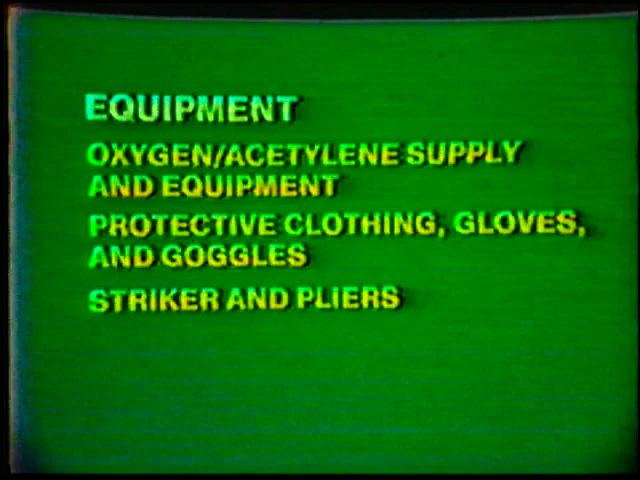 EQUIPMENT
OXYGEN/ACETYLENE SUPPLY
AND EQUIPMENT
PROTECTIVE CLOTHING, GLOVES,
AND GOGGLES
STRIKER AND PLIERS